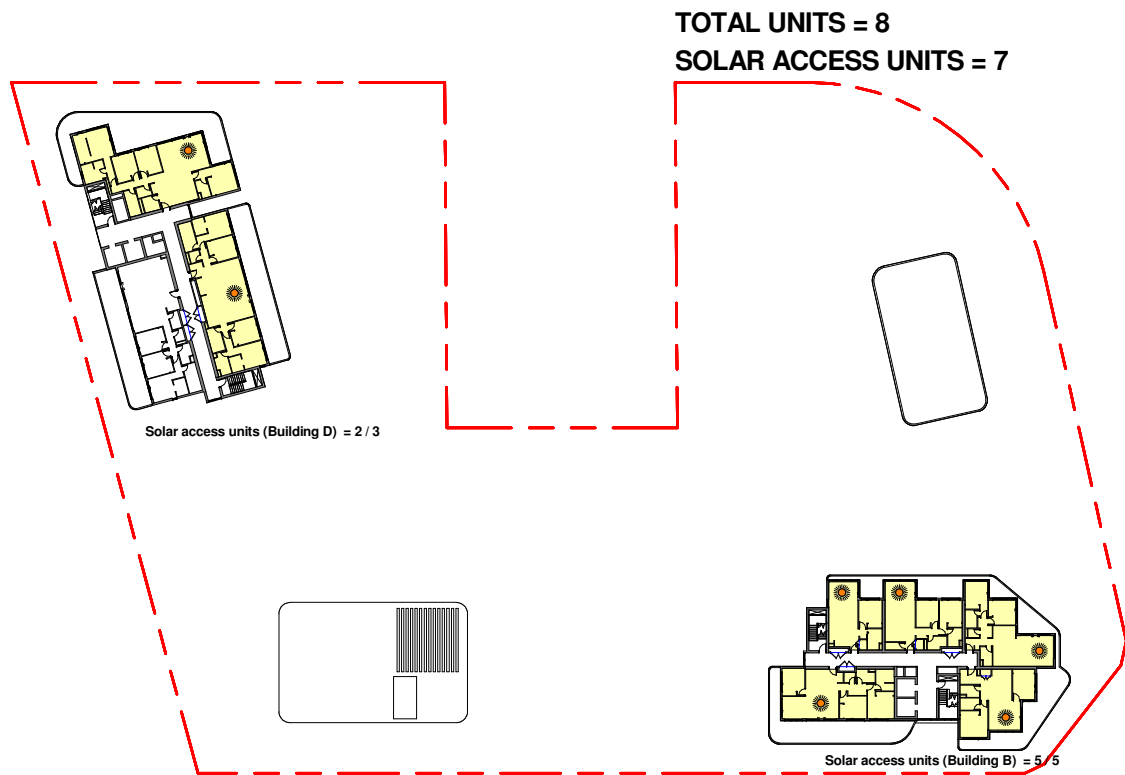 TOTAL UNITS = 8
SOLAR ACCESS UNITS = 7
Solar access units (Building D) = 2 / 3
Solar access units (Building B) = 5 / 5